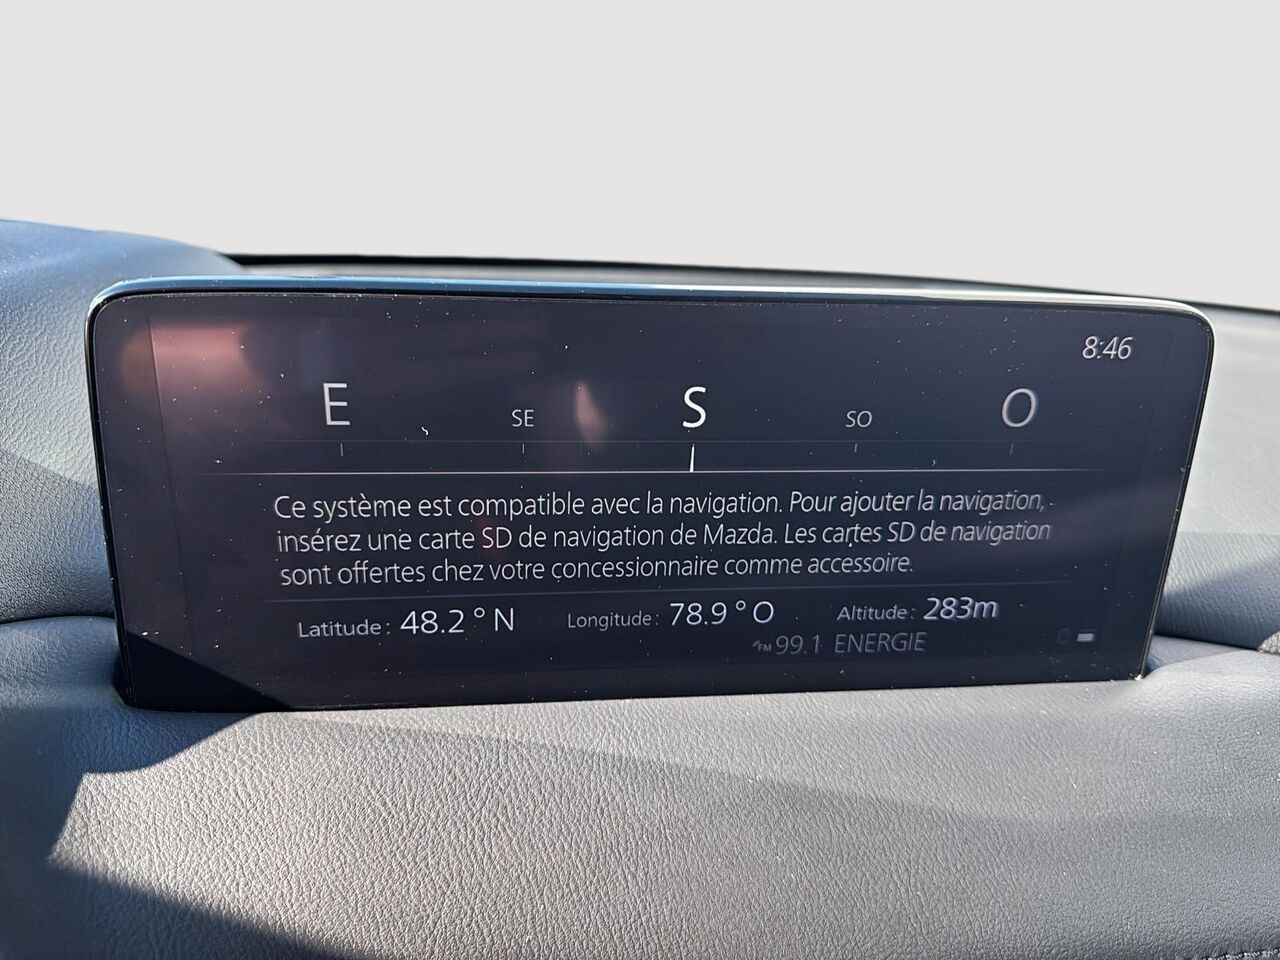 8:46
E SE S SO O
Ce système est compatible avec la navigation. Pour ajouter la navigation,
insérez une carte SD de navigation de Mazda. Les cartes SD de navigation
sont offertes chez votre concessionnaire comme accessoire.
Latitude: 48.2° N Longitude: 78.9° O Altitude: 283m
FM 99.1 ENERGIE